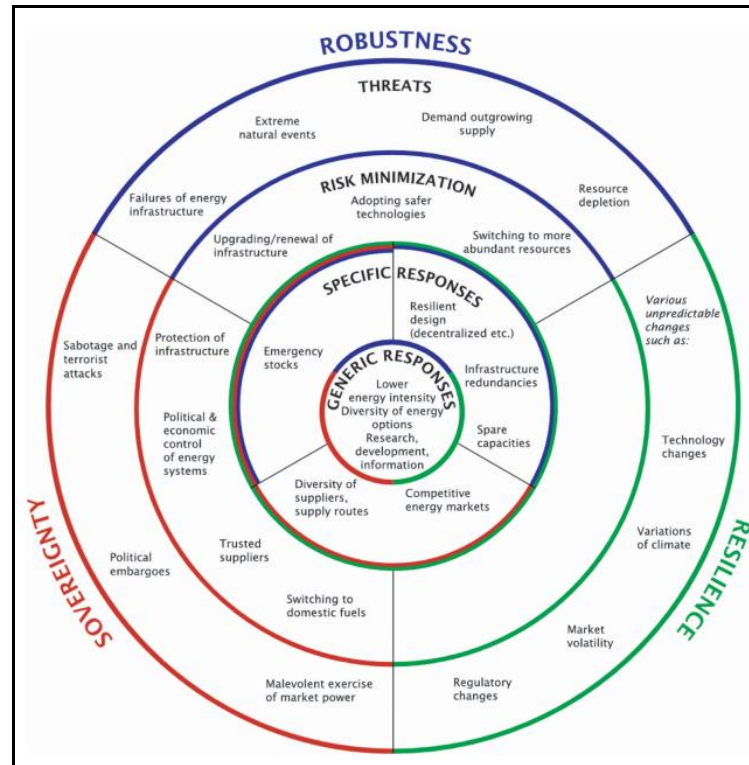 ROBUSTNESS
THREATS
Extreme
natural events
Demand outgrowing
supply
Failures of energy
infrastructure
Resource
depletion
RISK MINIMIZATION
Adopting safer
technologies
Upgrading/renewal of
infrastructure
Switching to more
abundant resources
SPECIFIC RESPONSES
Resilient
design
(decentralized etc.)
Emergency
stocks
Infrastructure
redundancies
Spare
capacities
GENERIC RESPONSES
Lower
energy intensity
Diversity of energy
options
Research,
development,
information
Diversity of
suppliers,
supply routes
Competitive
energy markets
Sabotage and
terrorist
attacks
Protection of
infrastructure
Political &
economic
control
of energy
systems
Trusted
suppliers
Political
embargoes
Switching to
domestic fuels
Malevolent exercise
of market power
SOVEREIGNTY
Various
unpredictable
changes
such as:
Technology
changes
Variations
of climate
Market
volatility
Regulatory
changes
RESILIENCE